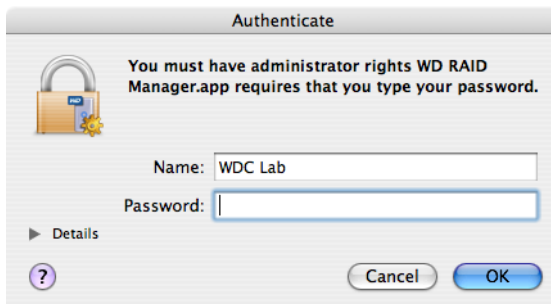 Authenticate
You must have administrator rights WD RAID
Manager.app requires that you type your password.
Name: WDC Lab
Password:
Details
?
Cancel OK